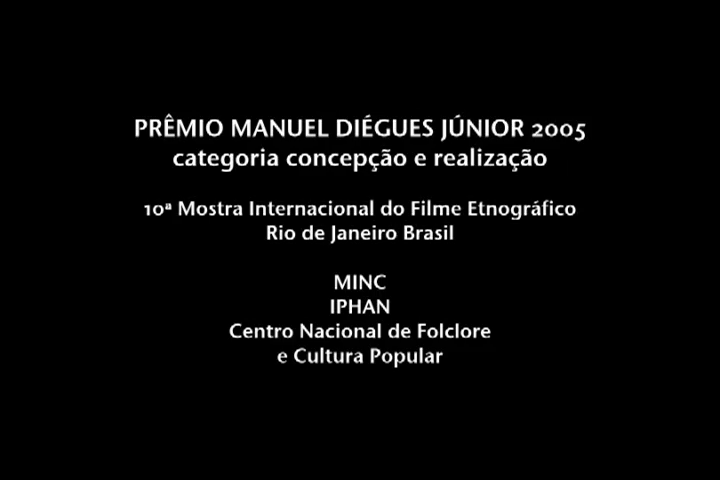 PRÊMIO MANUEL DIÉGUES JÚNIOR 2005
categoria concepção e realização
10ª Mostra Internacional do Filme Etnográfico
Rio de Janeiro Brasil
MINC
IPHAN
Centro Nacional de Folclore
e Cultura Popular